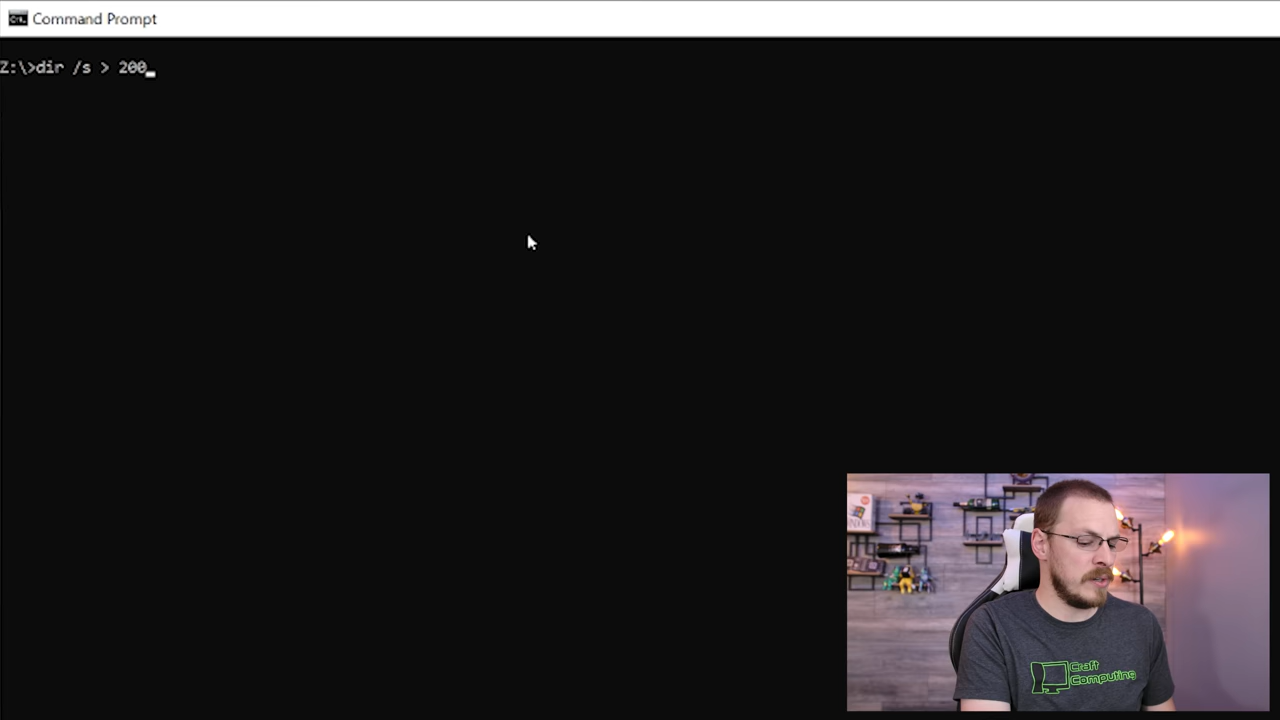 Command Prompt
Z:\>dir /s > 200_
Craft
Computing